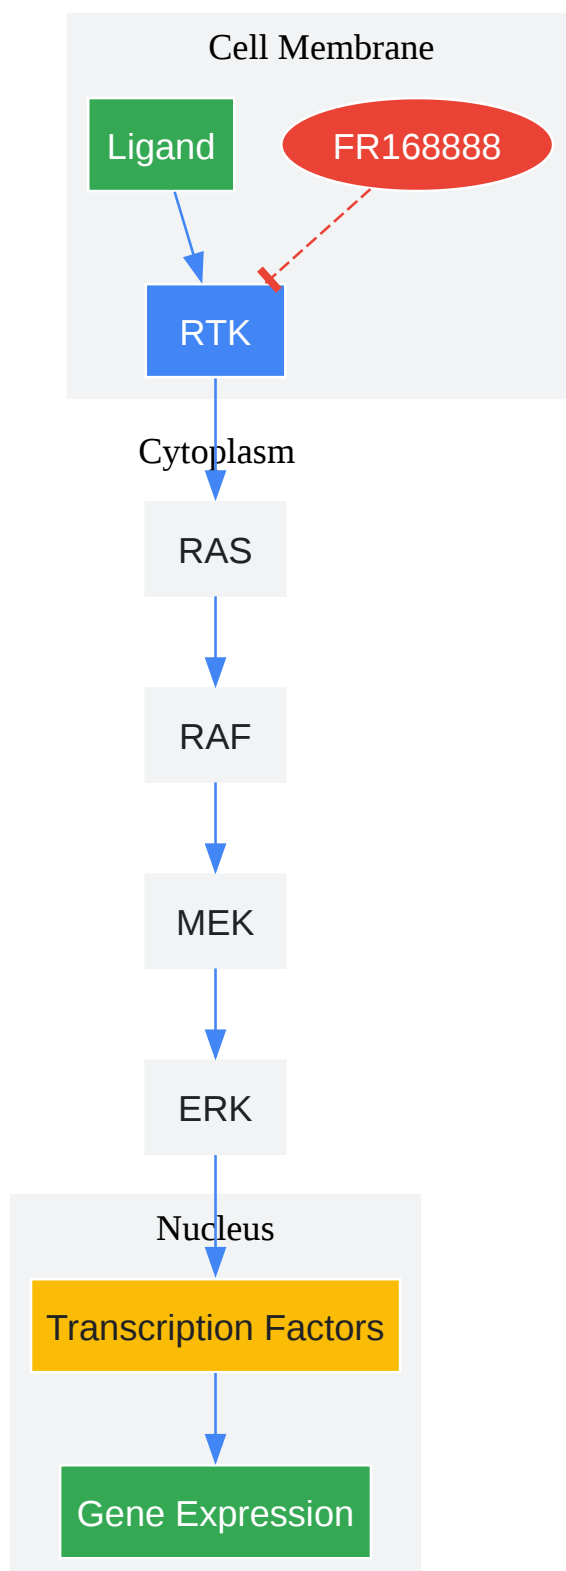 Cell Membrane
Ligand
FR168888
RTK
Cytoplasm
RAS
RAF
MEK
ERK
Nucleus
Transcription Factors
Gene Expression